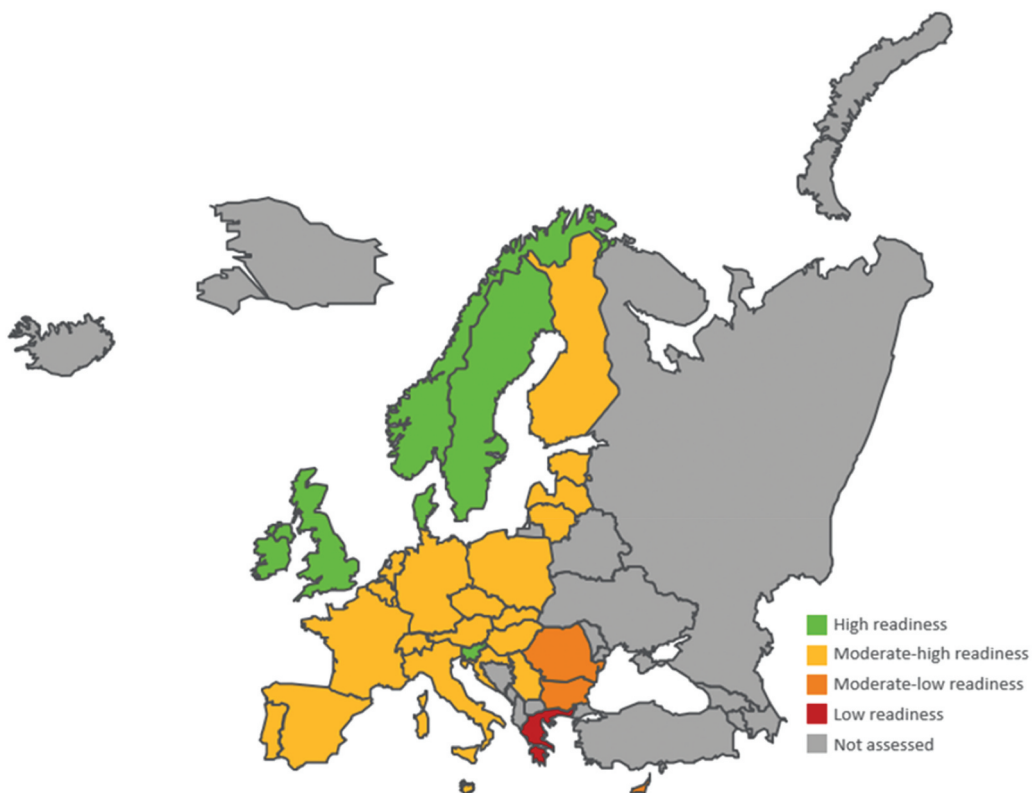 High readiness
Moderate-high readiness
Moderate-low readiness
Low readiness
Not assessed